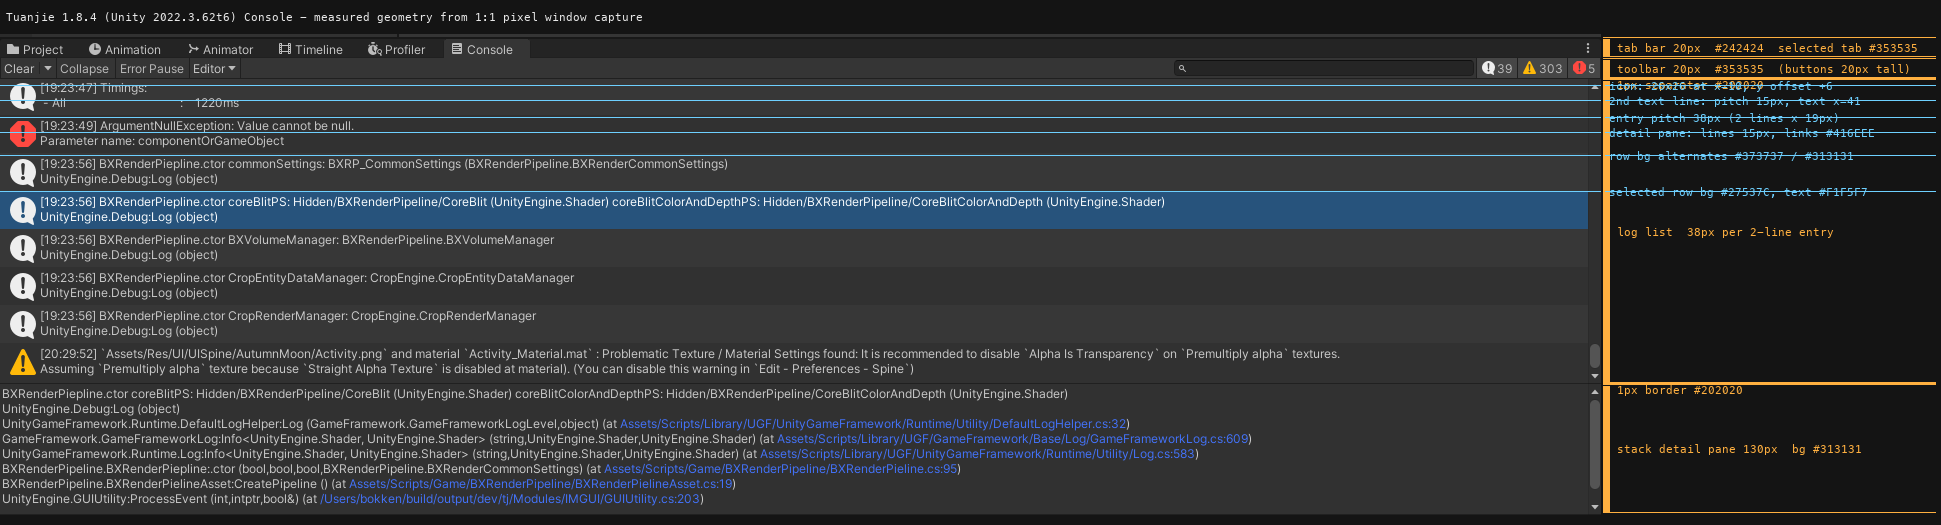 Tuanjie 1.8.4 (Unity 2022.3.62t6) Console — measured geometry from 1:1 pixel window capture
Project Animation Animator Timeline Profiler Console
tab bar 20px #242424 selected tab #353535
Clear Collapse Error Pause Editor 39 303 5
toolbar 20px #353535 (buttons 20px tall)
[19:23:47] Timings:
- All : 1220ms
2nd text line: pitch 15px, text x=41
entry pitch 38px (2 lines x 19px)
[19:23:49] ArgumentNullException: Value cannot be null.
Parameter name: componentOrGameObject
detail pane: lines 15px, links #416EEE
row bg alternates #373737 / #313131
[19:23:56] BXRenderPiepline.ctor commonSettings: BXRP_CommonSettings (BXRenderPipeline.BXRenderCommonSettings)
UnityEngine.Debug:Log (object)
selected row bg #27537C, text #F1F5F7
[19:23:56] BXRenderPiepline.ctor coreBlitPS: Hidden/BXRenderPipeline/CoreBlit (UnityEngine.Shader) coreBlitColorAndDepthPS: Hidden/BXRenderPipeline/CoreBlitColorAndDepth (UnityEngine.Shader)
UnityEngine.Debug:Log (object)
log list 38px per 2-line entry
[19:23:56] BXRenderPiepline.ctor BXVolumeManager: BXRenderPipeline.BXVolumeManager
UnityEngine.Debug:Log (object)
[19:23:56] BXRenderPiepline.ctor CropEntityDataManager: CropEngine.CropEntityDataManager
UnityEngine.Debug:Log (object)
[19:23:56] BXRenderPiepline.ctor CropRenderManager: CropEngine.CropRenderManager
UnityEngine.Debug:Log (object)
[20:29:52] `Assets/Res/UI/UISpine/AutumnMoon/Activity.png` and material `Activity_Material.mat` : Problematic Texture / Material Settings found: It is recommended to disable `Alpha Is Transparency` on `Premultiply alpha` textures.
Assuming `Premultiply alpha` texture because `Straight Alpha Texture` is disabled at material). (You can disable this warning in `Edit - Preferences - Spine`)
1px border #202020
BXRenderPiepline.ctor coreBlitPS: Hidden/BXRenderPipeline/CoreBlit (UnityEngine.Shader) coreBlitColorAndDepthPS: Hidden/BXRenderPipeline/CoreBlitColorAndDepth (UnityEngine.Shader)
UnityEngine.Debug:Log (object)
UnityGameFramework.Runtime.DefaultLogHelper:Log (GameFramework.GameFrameworkLogLevel,object) (at Assets/Scripts/Library/UGF/UnityGameFramework/Runtime/Utility/DefaultLogHelper.cs:32)
GameFramework.GameFrameworkLog:Info<UnityEngine.Shader, UnityEngine.Shader> (string,UnityEngine.Shader,UnityEngine.Shader) (at Assets/Scripts/Library/UGF/GameFramework/Base/Log/GameFrameworkLog.cs:609)
UnityGameFramework.Runtime.Log:Info<UnityEngine.Shader, UnityEngine.Shader> (string,UnityEngine.Shader,UnityEngine.Shader) (at Assets/Scripts/Library/UGF/UnityGameFramework/Runtime/Utility/Log.cs:583)
stack detail pane 130px bg #313131
BXRenderPipeline.BXRenderPiepline:.ctor (bool,bool,bool,BXRenderPipeline.BXRenderCommonSettings) (at Assets/Scripts/Game/BXRenderPipeline/BXRenderPieline.cs:95)
BXRenderPipeline.BXRenderPielineAsset:CreatePipeline () (at Assets/Scripts/Game/BXRenderPipeline/BXRenderPielineAsset.cs:19)
UnityEngine.GUIUtility:ProcessEvent (int,intptr,bool&) (at /Users/bokken/build/output/dev/tj/Modules/IMGUI/GUIUtility.cs:203)